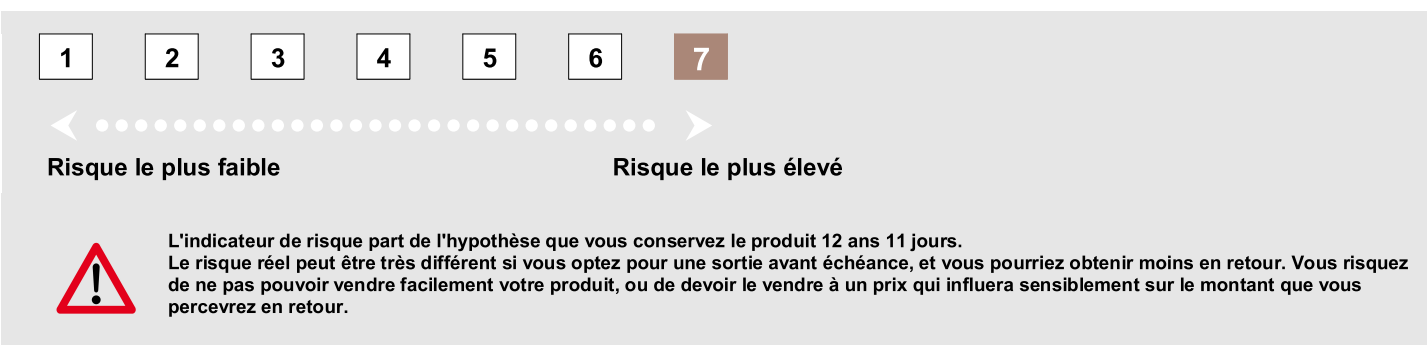 1 2 3 4 5 6 7
Risque le plus faible Risque le plus élevé
L'indicateur de risque part de l'hypothèse que vous conservez le produit 12 ans 11 jours.
Le risque réel peut être très différent si vous optez pour une sortie avant échéance, et vous pourriez obtenir moins en retour. Vous risquez
de ne pas pouvoir vendre facilement votre produit, ou de devoir le vendre à un prix qui influera sensiblement sur le montant que vous
percevrez en retour.